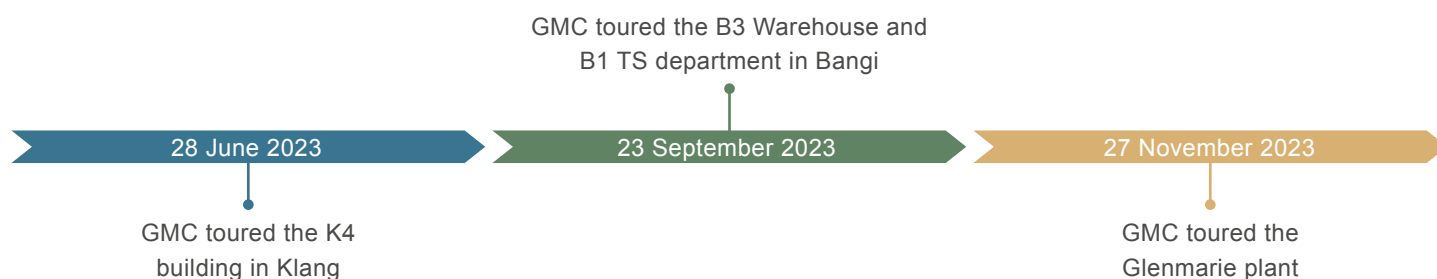 GMC toured the B3 Warehouse and
B1 TS department in Bangi
28 June 2023
23 September 2023
27 November 2023
GMC toured the K4
building in Klang
GMC toured the
Glenmarie plant